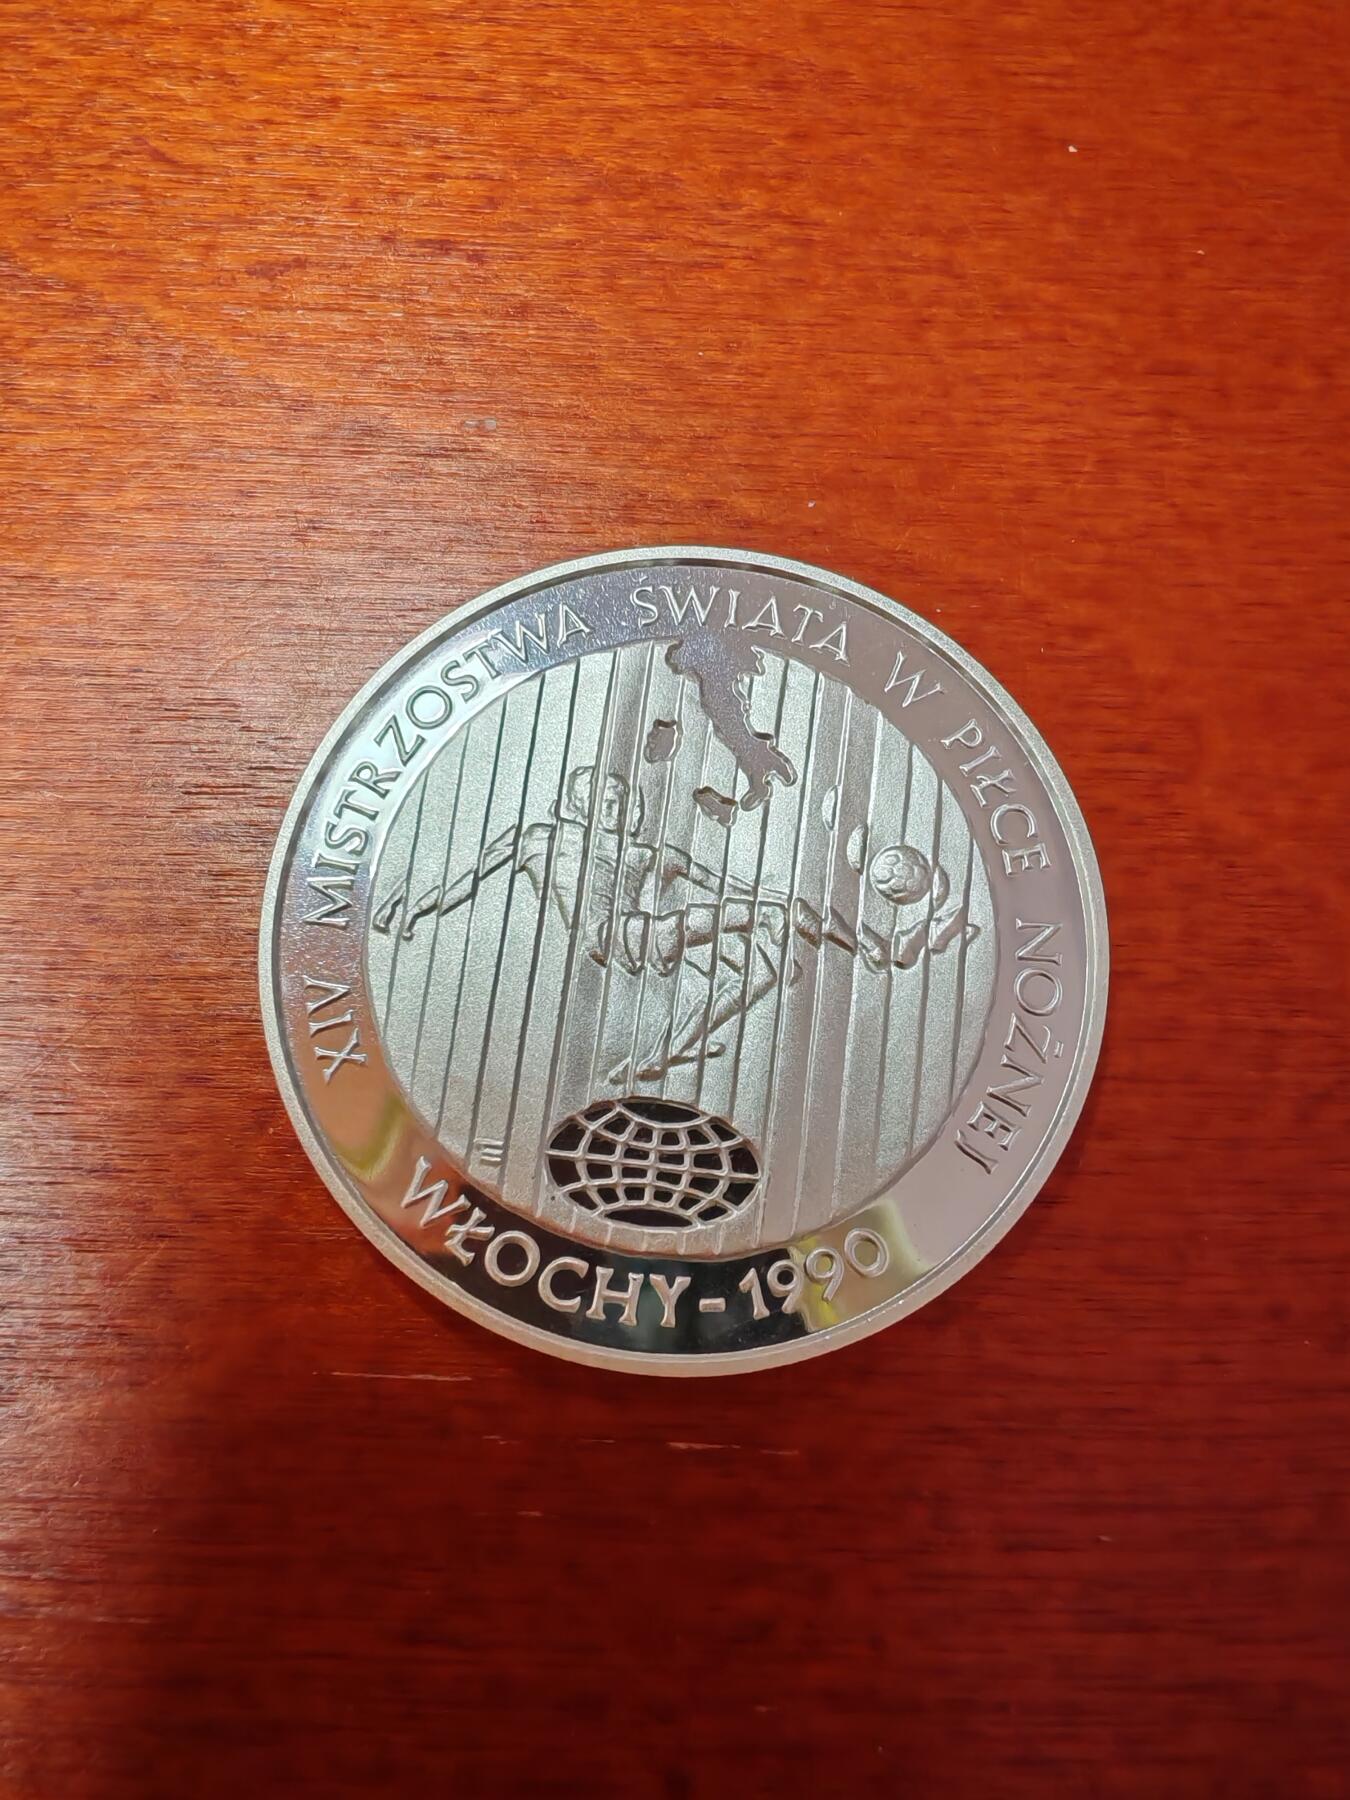 XIV MISTRZOSTWA ŚWIATA W PIŁCE NOŻNEJ
WŁOCHY-1990